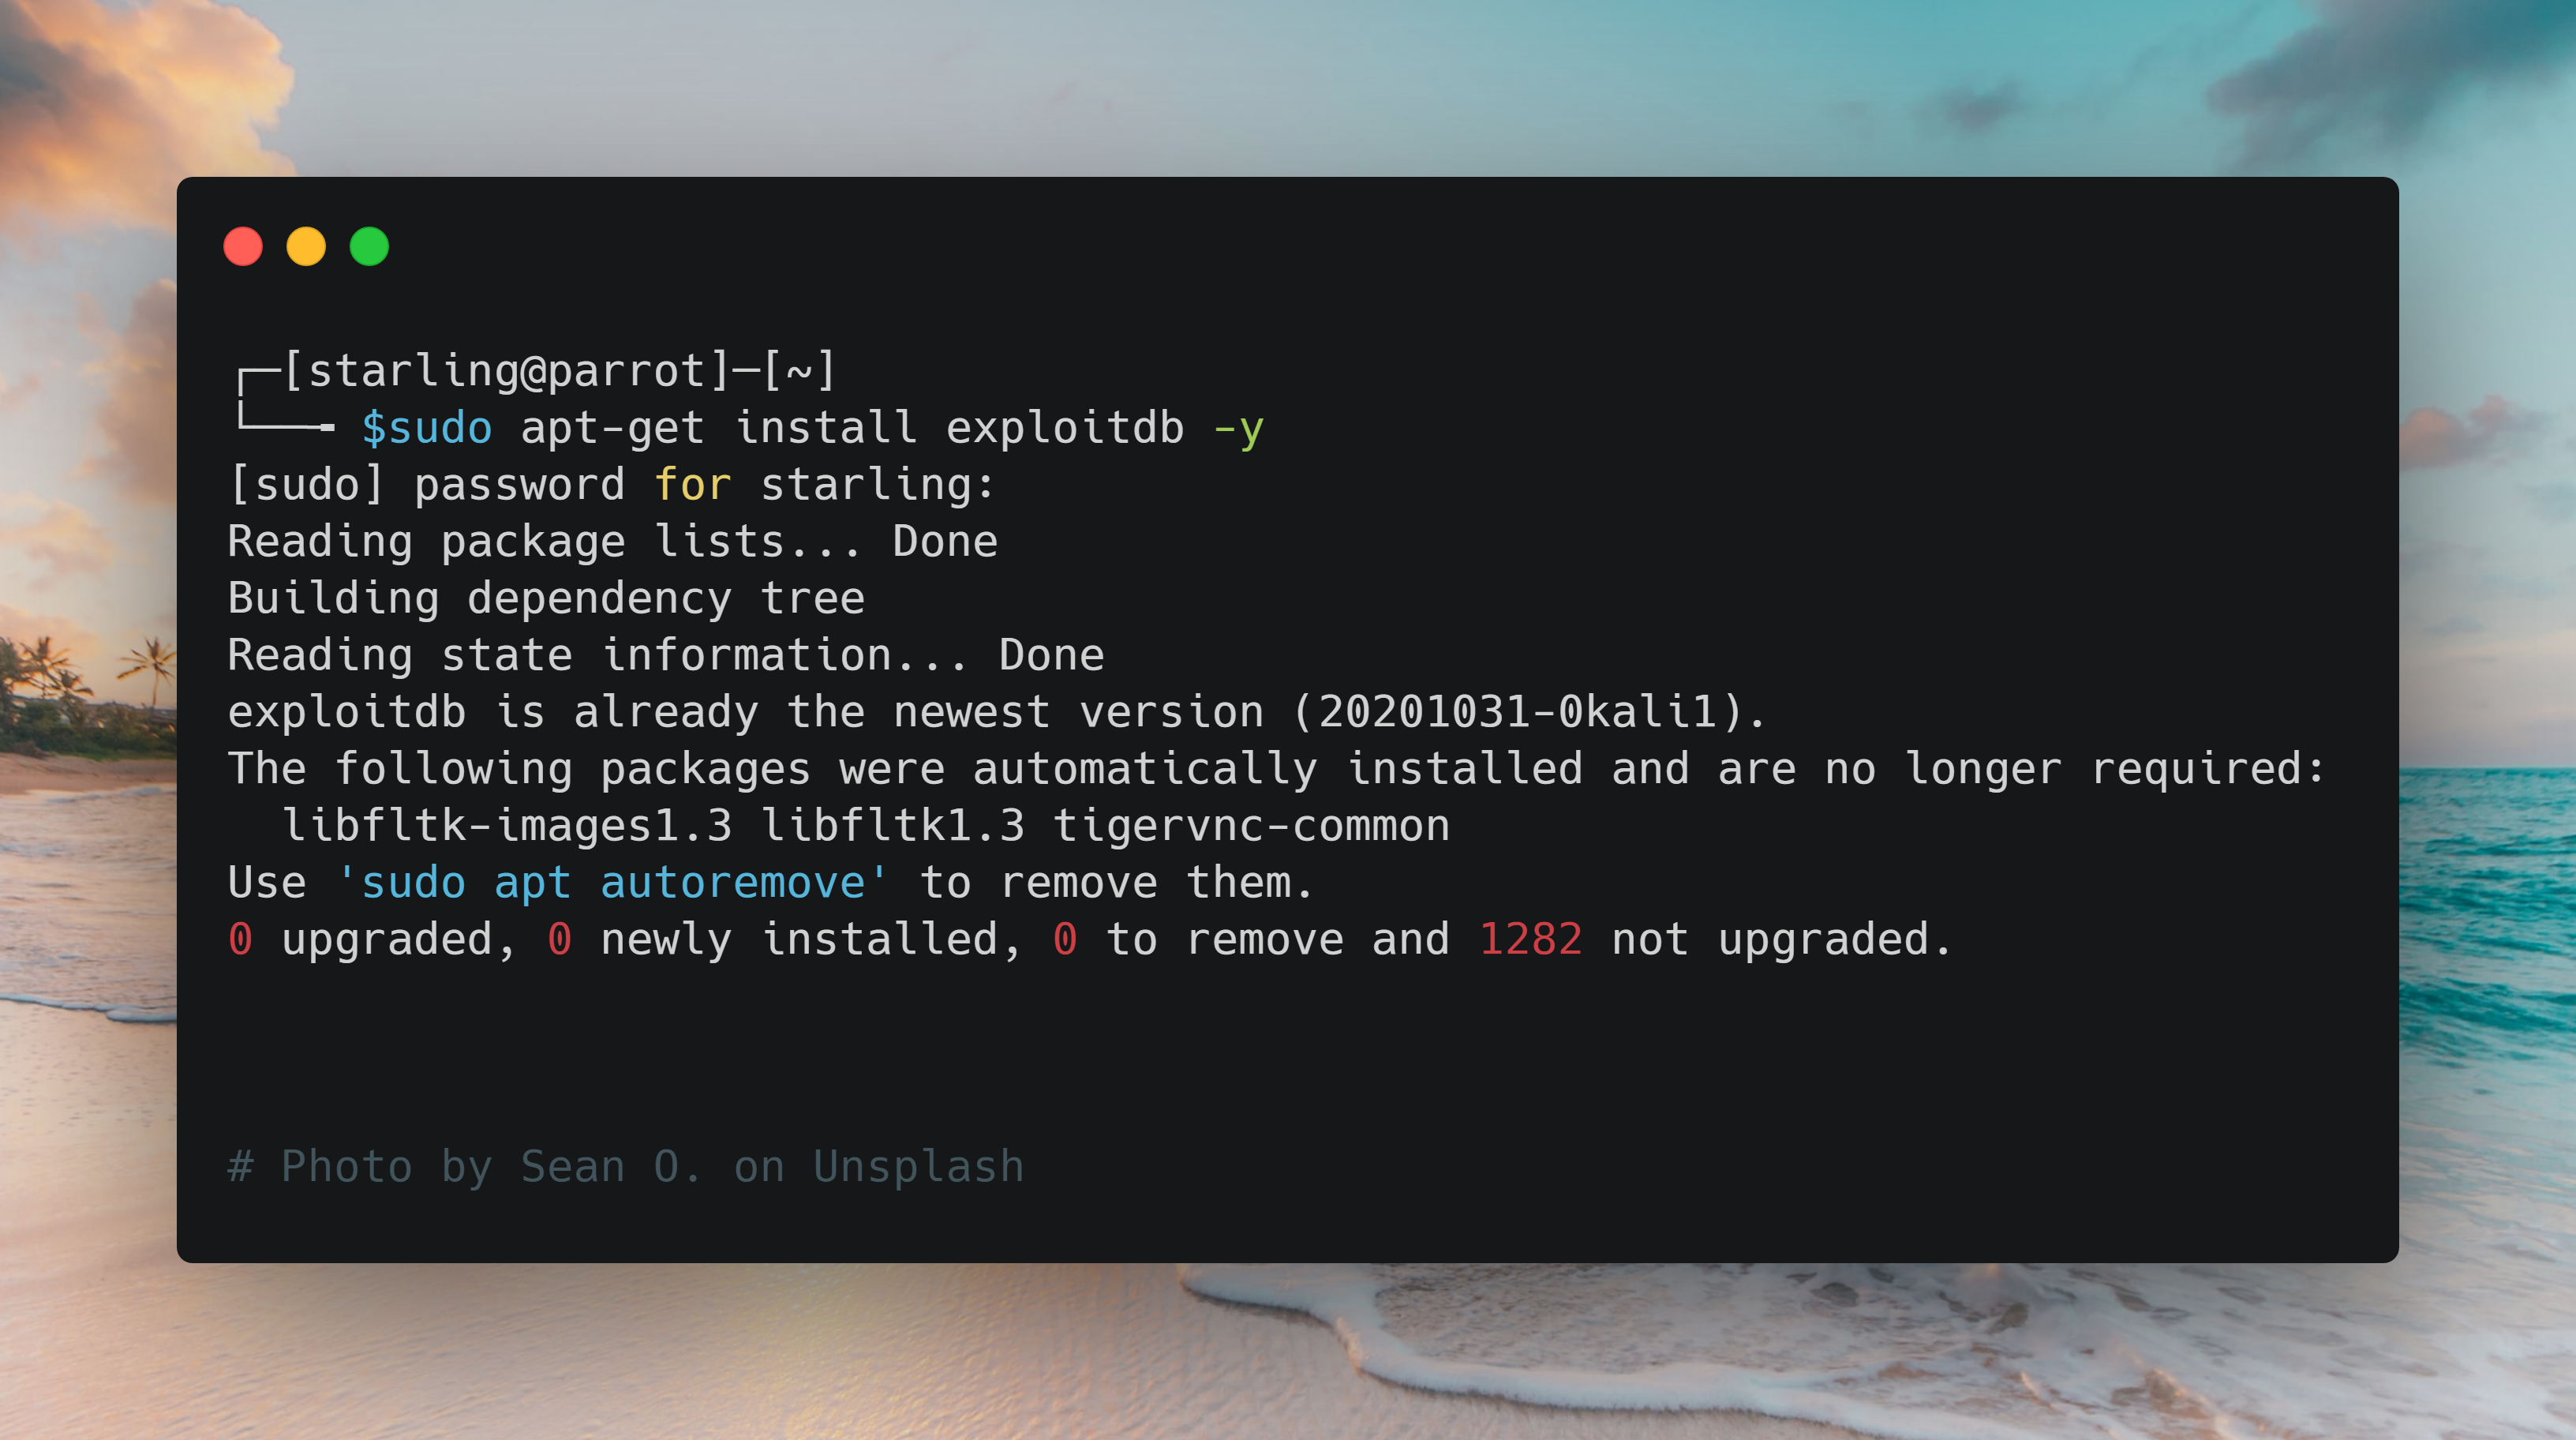 ┌─[starling@parrot]─[~]
└──╼ $sudo apt-get install exploitdb -y
[sudo] password for starling:
Reading package lists... Done
Building dependency tree
Reading state information... Done
exploitdb is already the newest version (20201031-0kali1).
The following packages were automatically installed and are no longer required:
  libfltk-images1.3 libfltk1.3 tigervnc-common
Use 'sudo apt autoremove' to remove them.
0 upgraded, 0 newly installed, 0 to remove and 1282 not upgraded.
# Photo by Sean O. on Unsplash